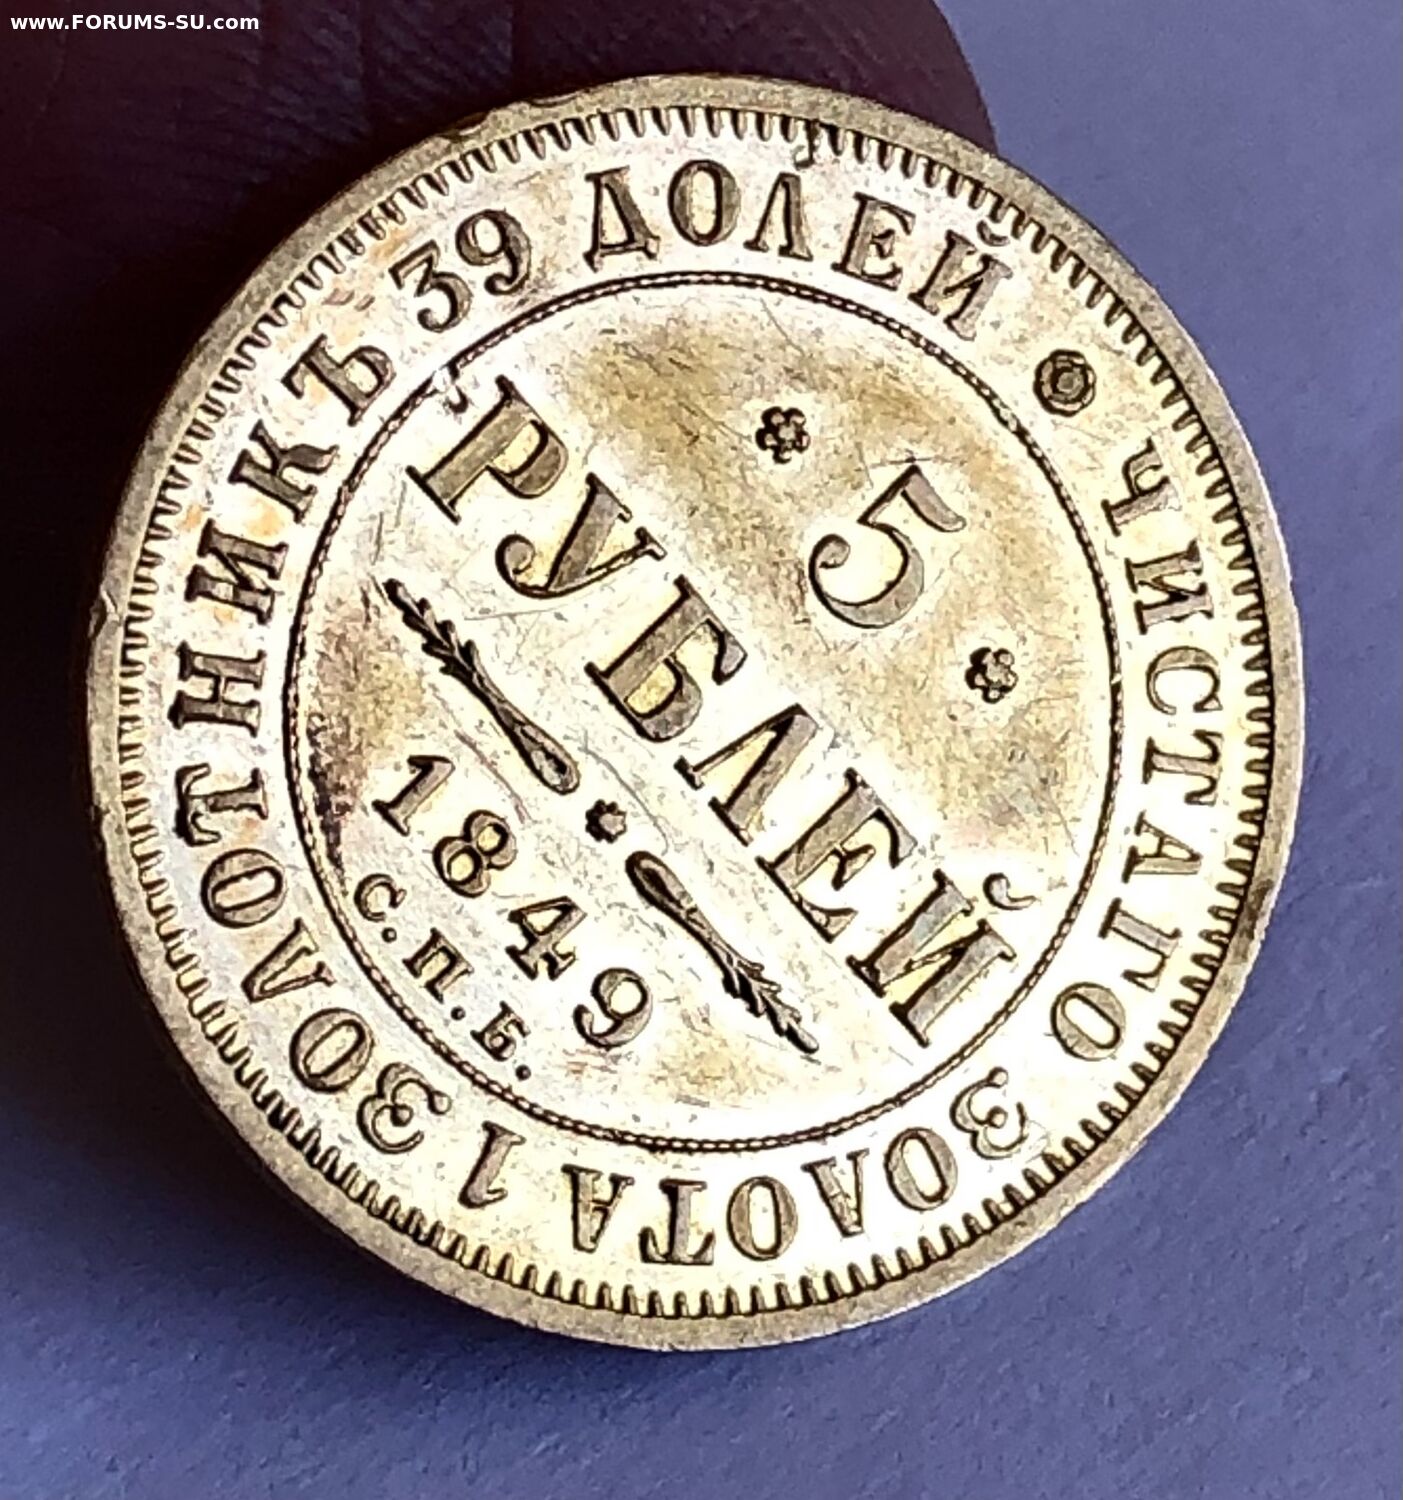 www.FORUMS-SU.com
ЧИСТАГО ЗОЛОТА 1 ЗОЛОТНИКЪ 39 ДОЛЕЙ
5
РУБЛЕЙ
1849
С.П.Б.